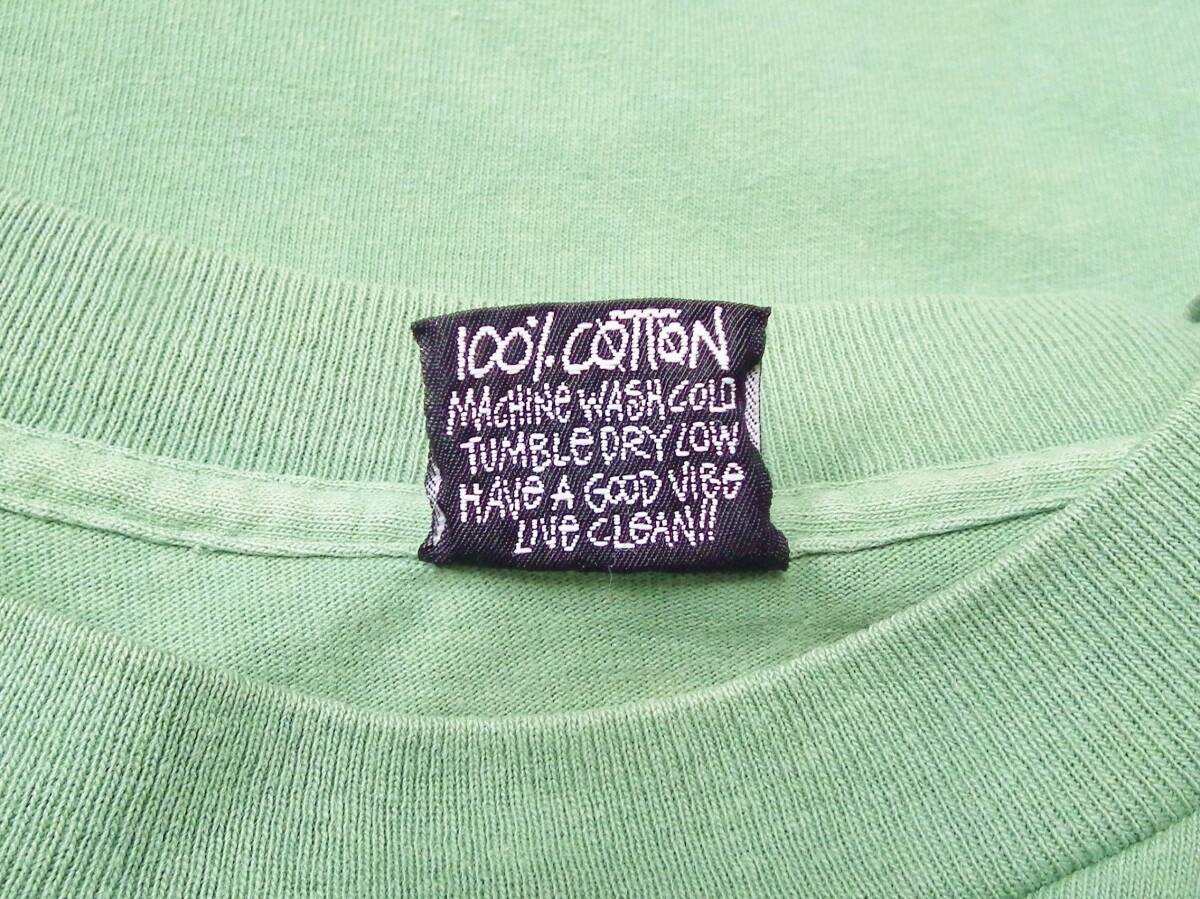 100% COTTON
MACHINE WASH COLD
TUMBLE DRY LOW
HAVE A GOOD VIBE
LIVE CLEAN!!